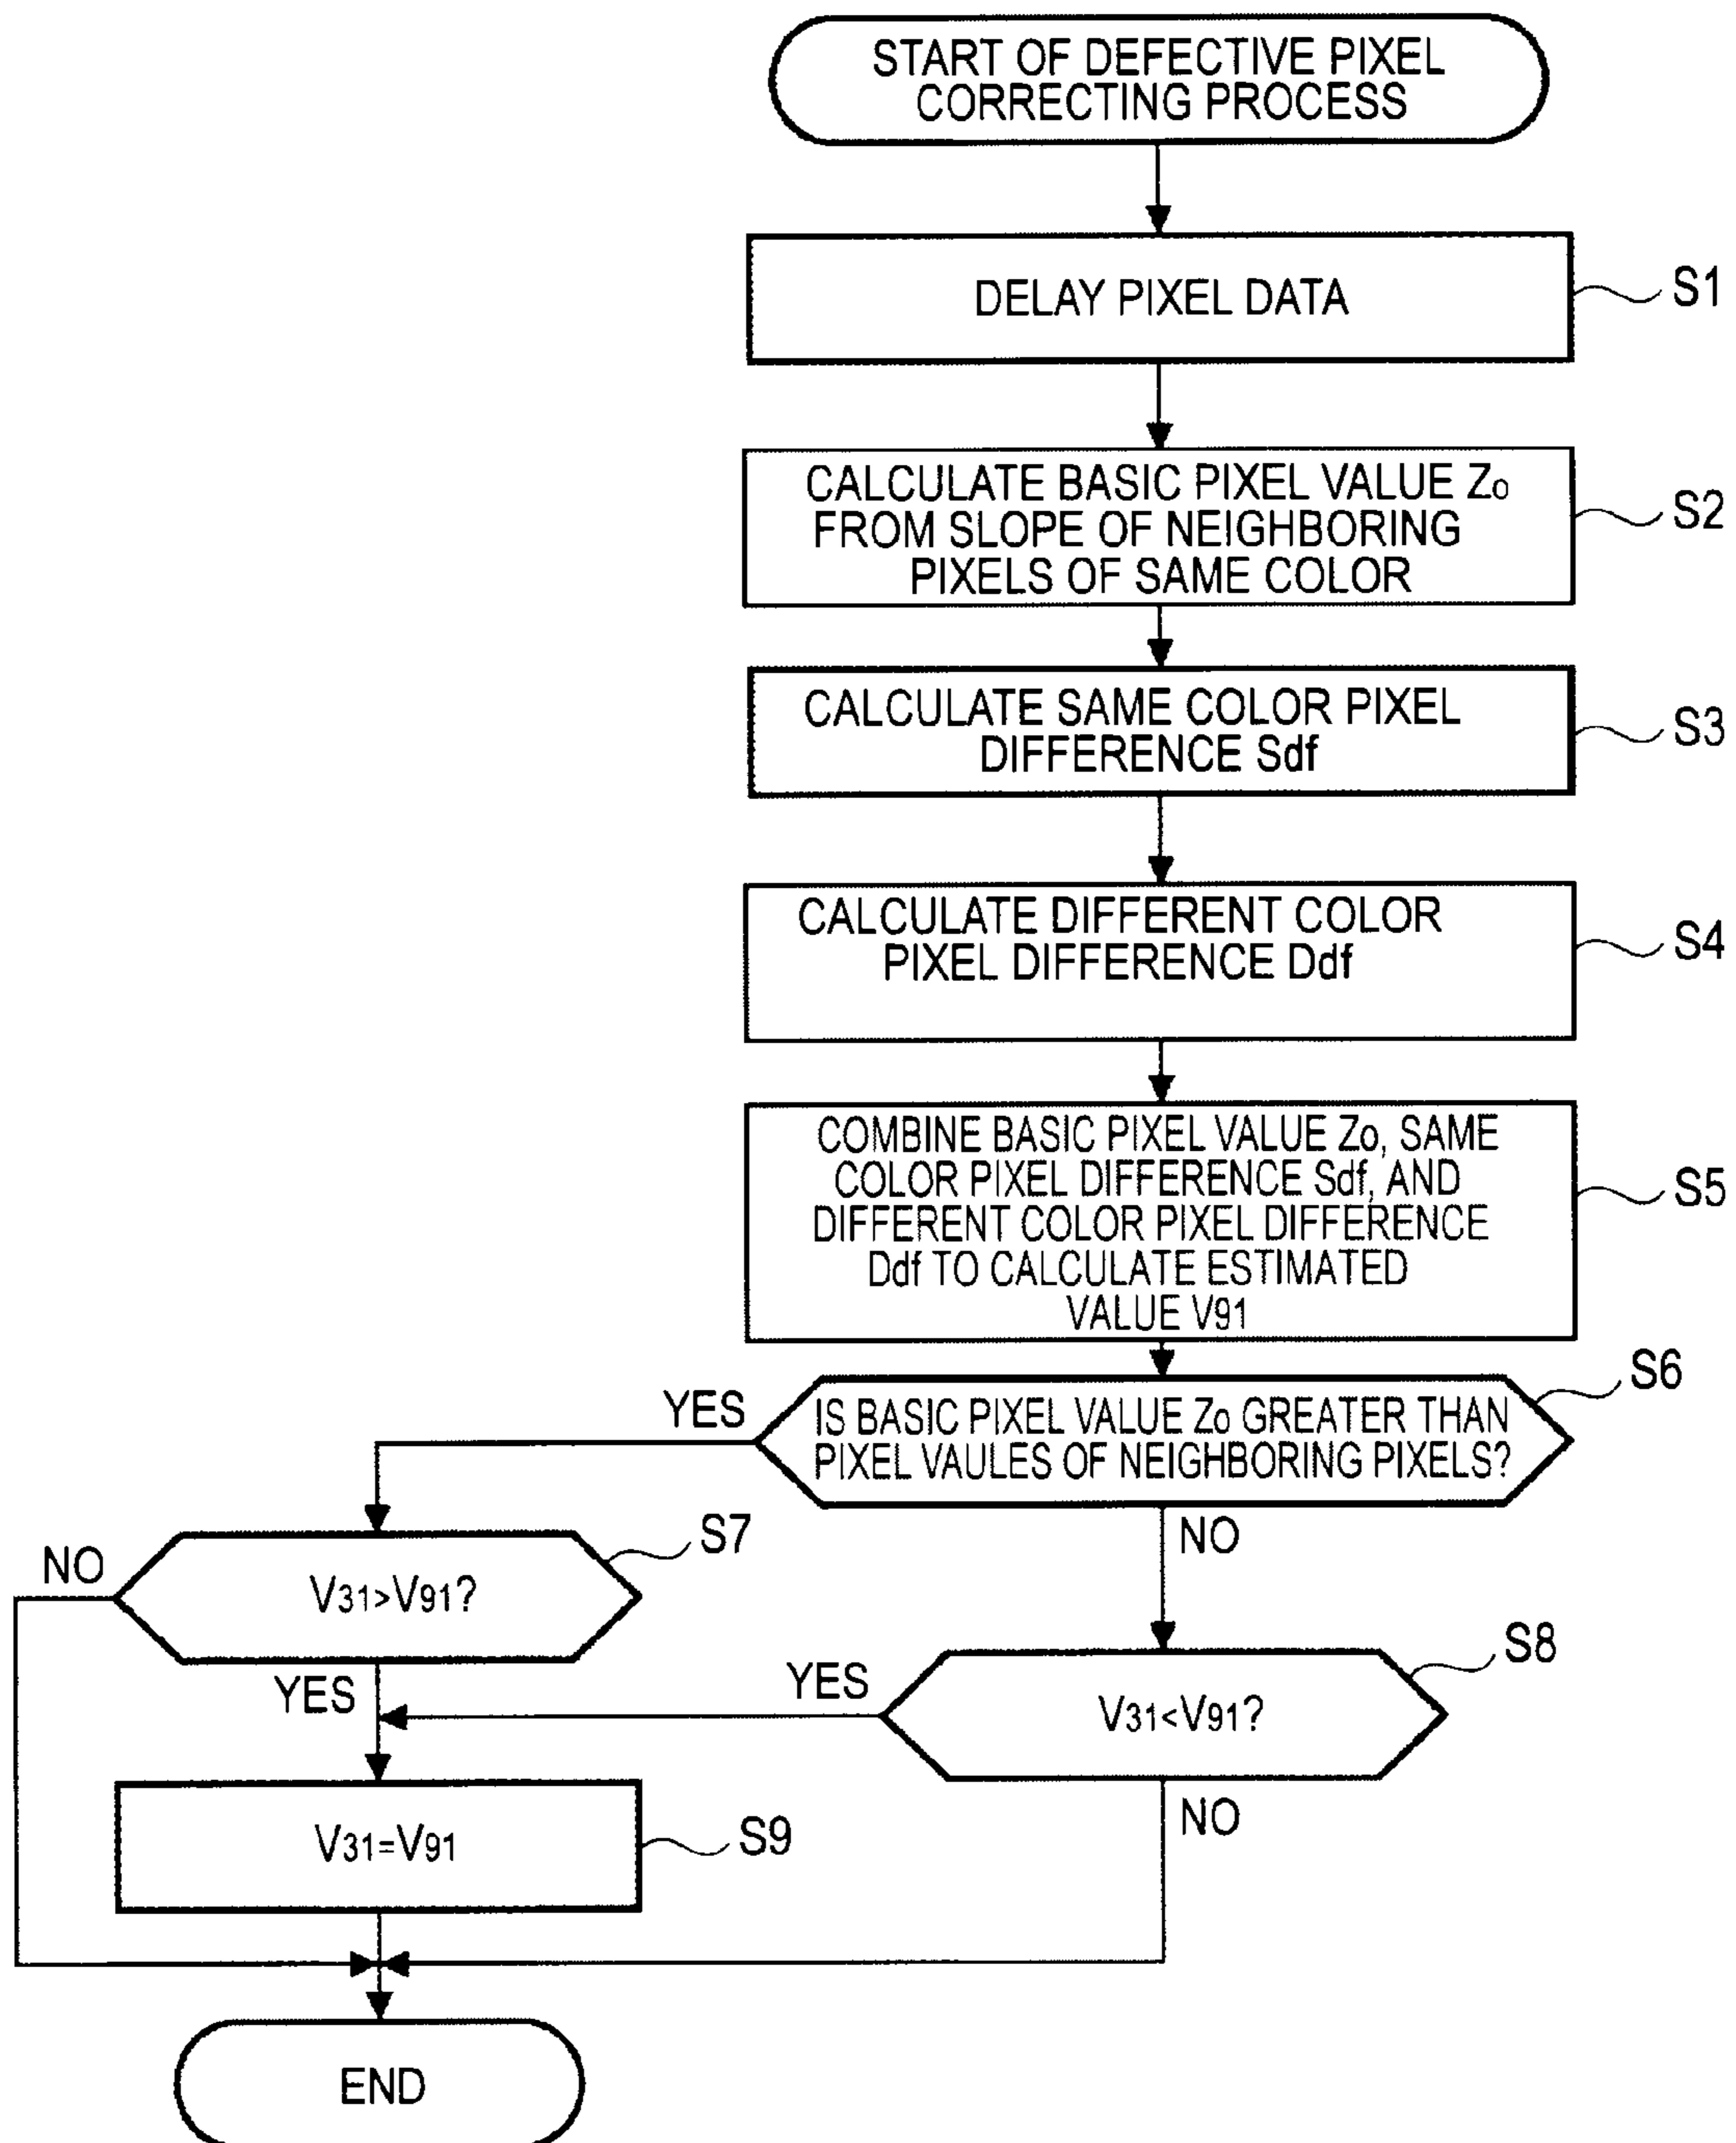 START OF DEFECTIVE PIXEL
CORRECTING PROCESS
DELAY PIXEL DATA
S1
CALCULATE BASIC PIXEL VALUE Zo
FROM SLOPE OF NEIGHBORING
PIXELS OF SAME COLOR
S2
CALCULATE SAME COLOR PIXEL
DIFFERENCE Sdf
S3
CALCULATE DIFFERENT COLOR
PIXEL DIFFERENCE Ddf
S4
COMBINE BASIC PIXEL VALUE Zo, SAME
COLOR PIXEL DIFFERENCE Sdf, AND
DIFFERENT COLOR PIXEL DIFFERENCE
Ddf TO CALCULATE ESTIMATED
VALUE V91
S5
IS BASIC PIXEL VALUE Zo GREATER THAN
PIXEL VAULES OF NEIGHBORING PIXELS?
S6
YES
NO
V31>V91?
S7
NO
YES
V31<V91?
S8
YES
NO
V31=V91
S9
END